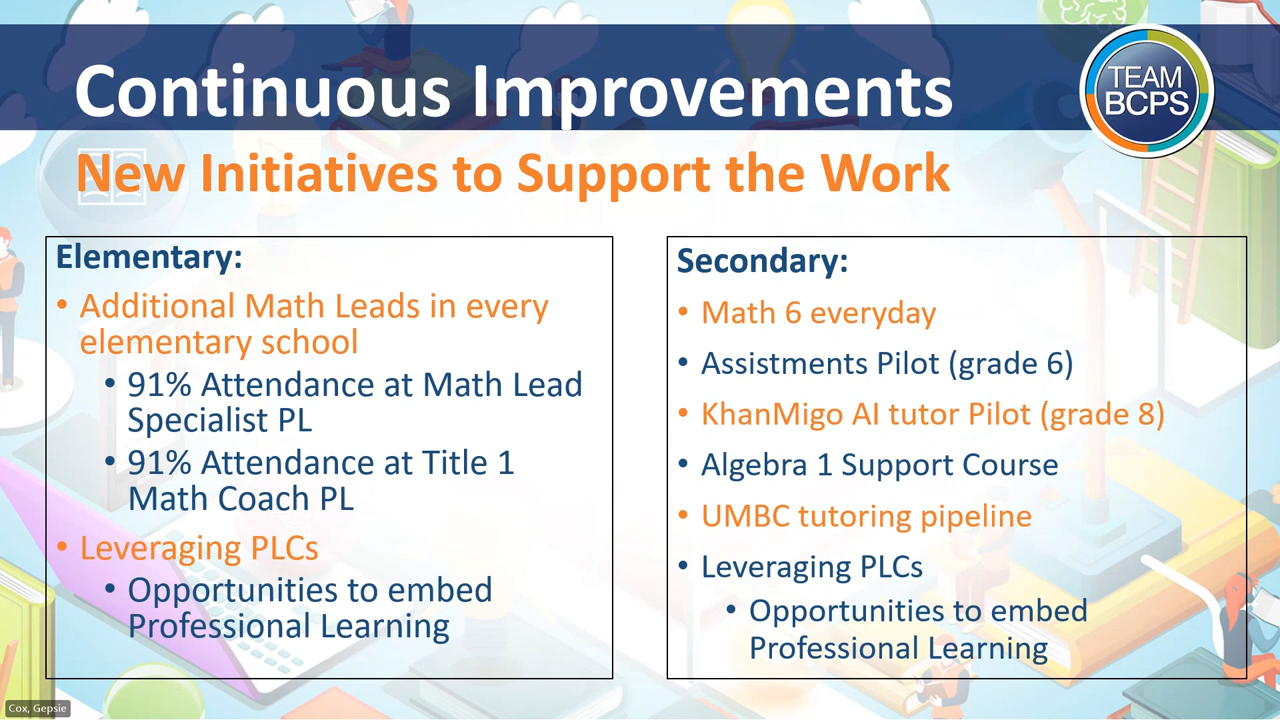 Continuous Improvements
TEAM
BCPS
New Initiatives to Support the Work
Elementary:
• Additional Math Leads in every
elementary school
• 91% Attendance at Math Lead
Specialist PL
• 91% Attendance at Title 1
Math Coach PL
• Leveraging PLCs
• Opportunities to embed
Professional Learning
Secondary:
• Math 6 everyday
• Assistments Pilot (grade 6)
• KhanMigo AI tutor Pilot (grade 8)
• Algebra 1 Support Course
• UMBC tutoring pipeline
• Leveraging PLCs
• Opportunities to embed
Professional Learning
Cox, Gepsie